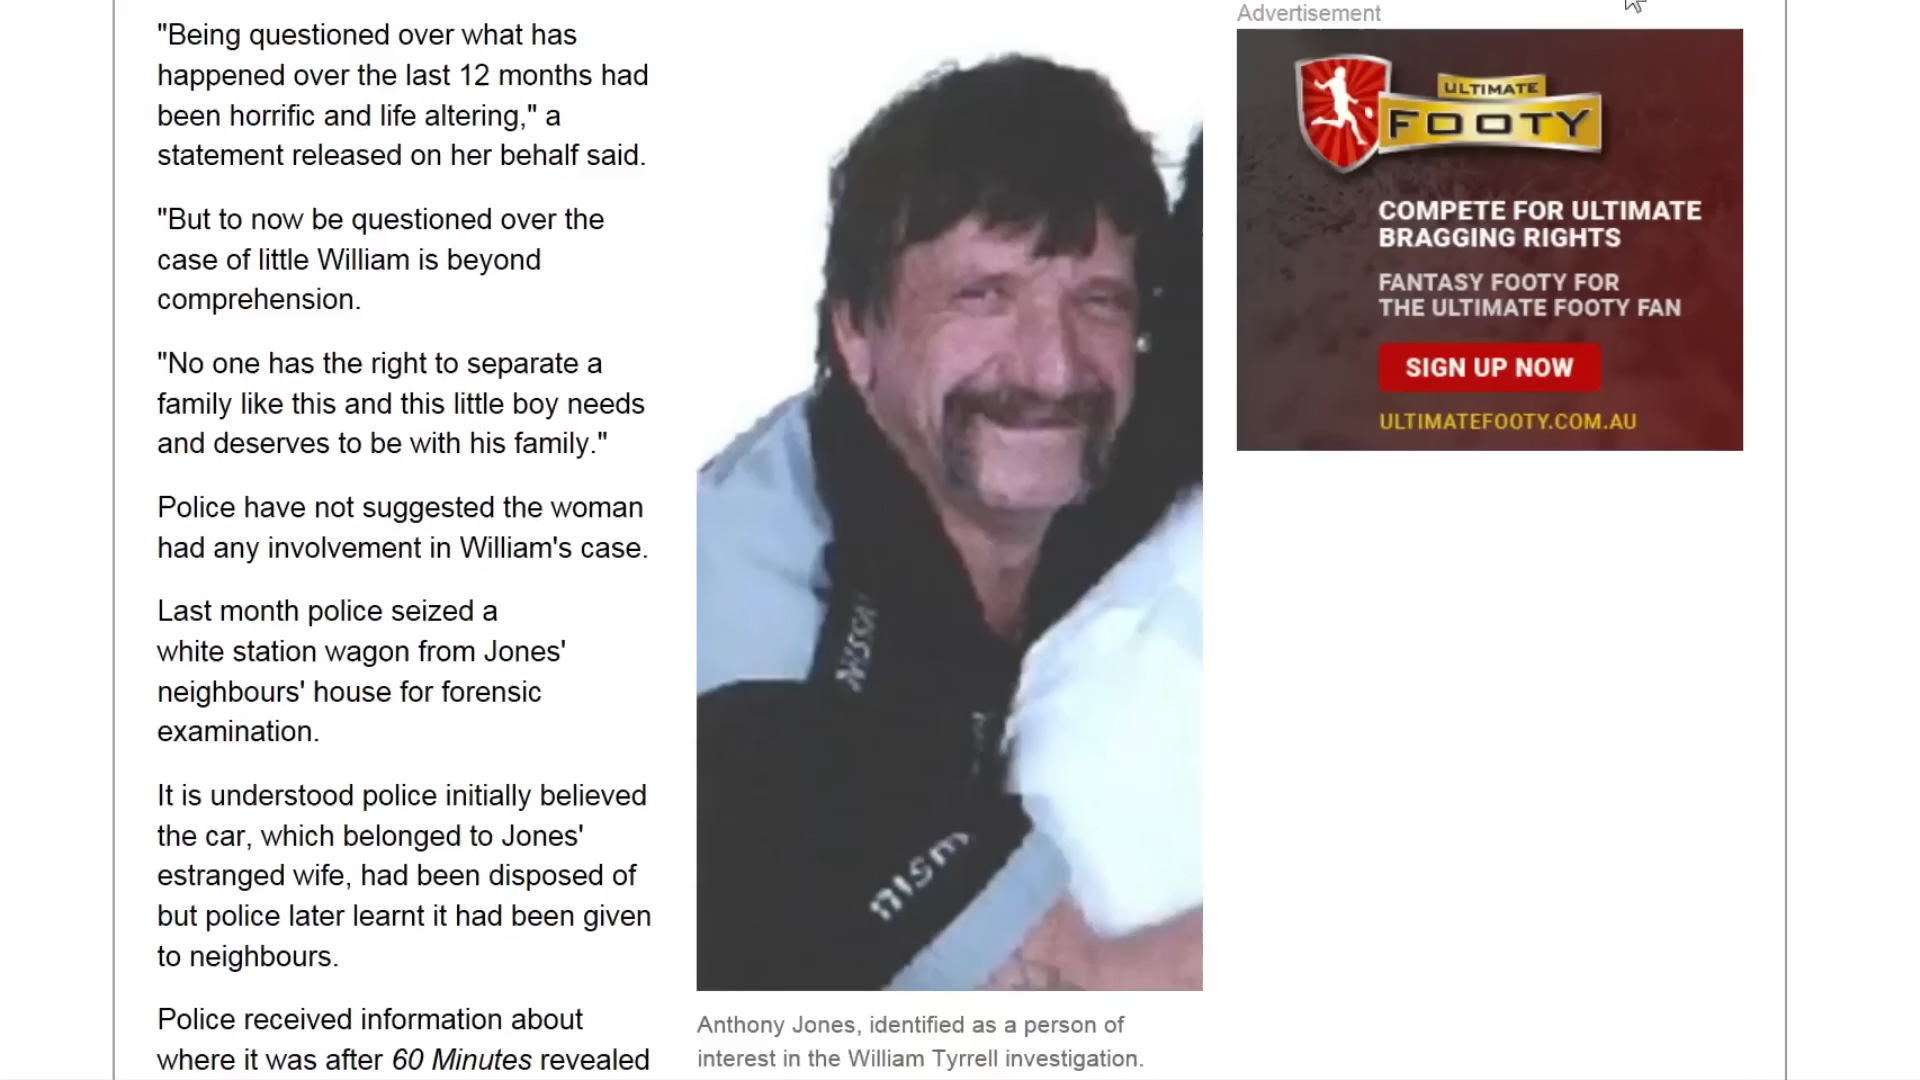 "Being questioned over what has
happened over the last 12 months had
been horrific and life altering," a
statement released on her behalf said.
"But to now be questioned over the
case of little William is beyond
comprehension.
"No one has the right to separate a
family like this and this little boy needs
and deserves to be with his family."
Police have not suggested the woman
had any involvement in William's case.
Last month police seized a
white station wagon from Jones'
neighbours' house for forensic
examination.
It is understood police initially believed
the car, which belonged to Jones'
estranged wife, had been disposed of
but police later learnt it had been given
to neighbours.
Police received information about
where it was after 60 Minutes revealed
nismo
Anthony Jones, identified as a person of
interest in the William Tyrrell investigation.
Advertisement
ULTIMATE
FOOTY
COMPETE FOR ULTIMATE
BRAGGING RIGHTS
FANTASY FOOTY FOR
THE ULTIMATE FOOTY FAN
SIGN UP NOW
ULTIMATEFOOTY.COM.AU